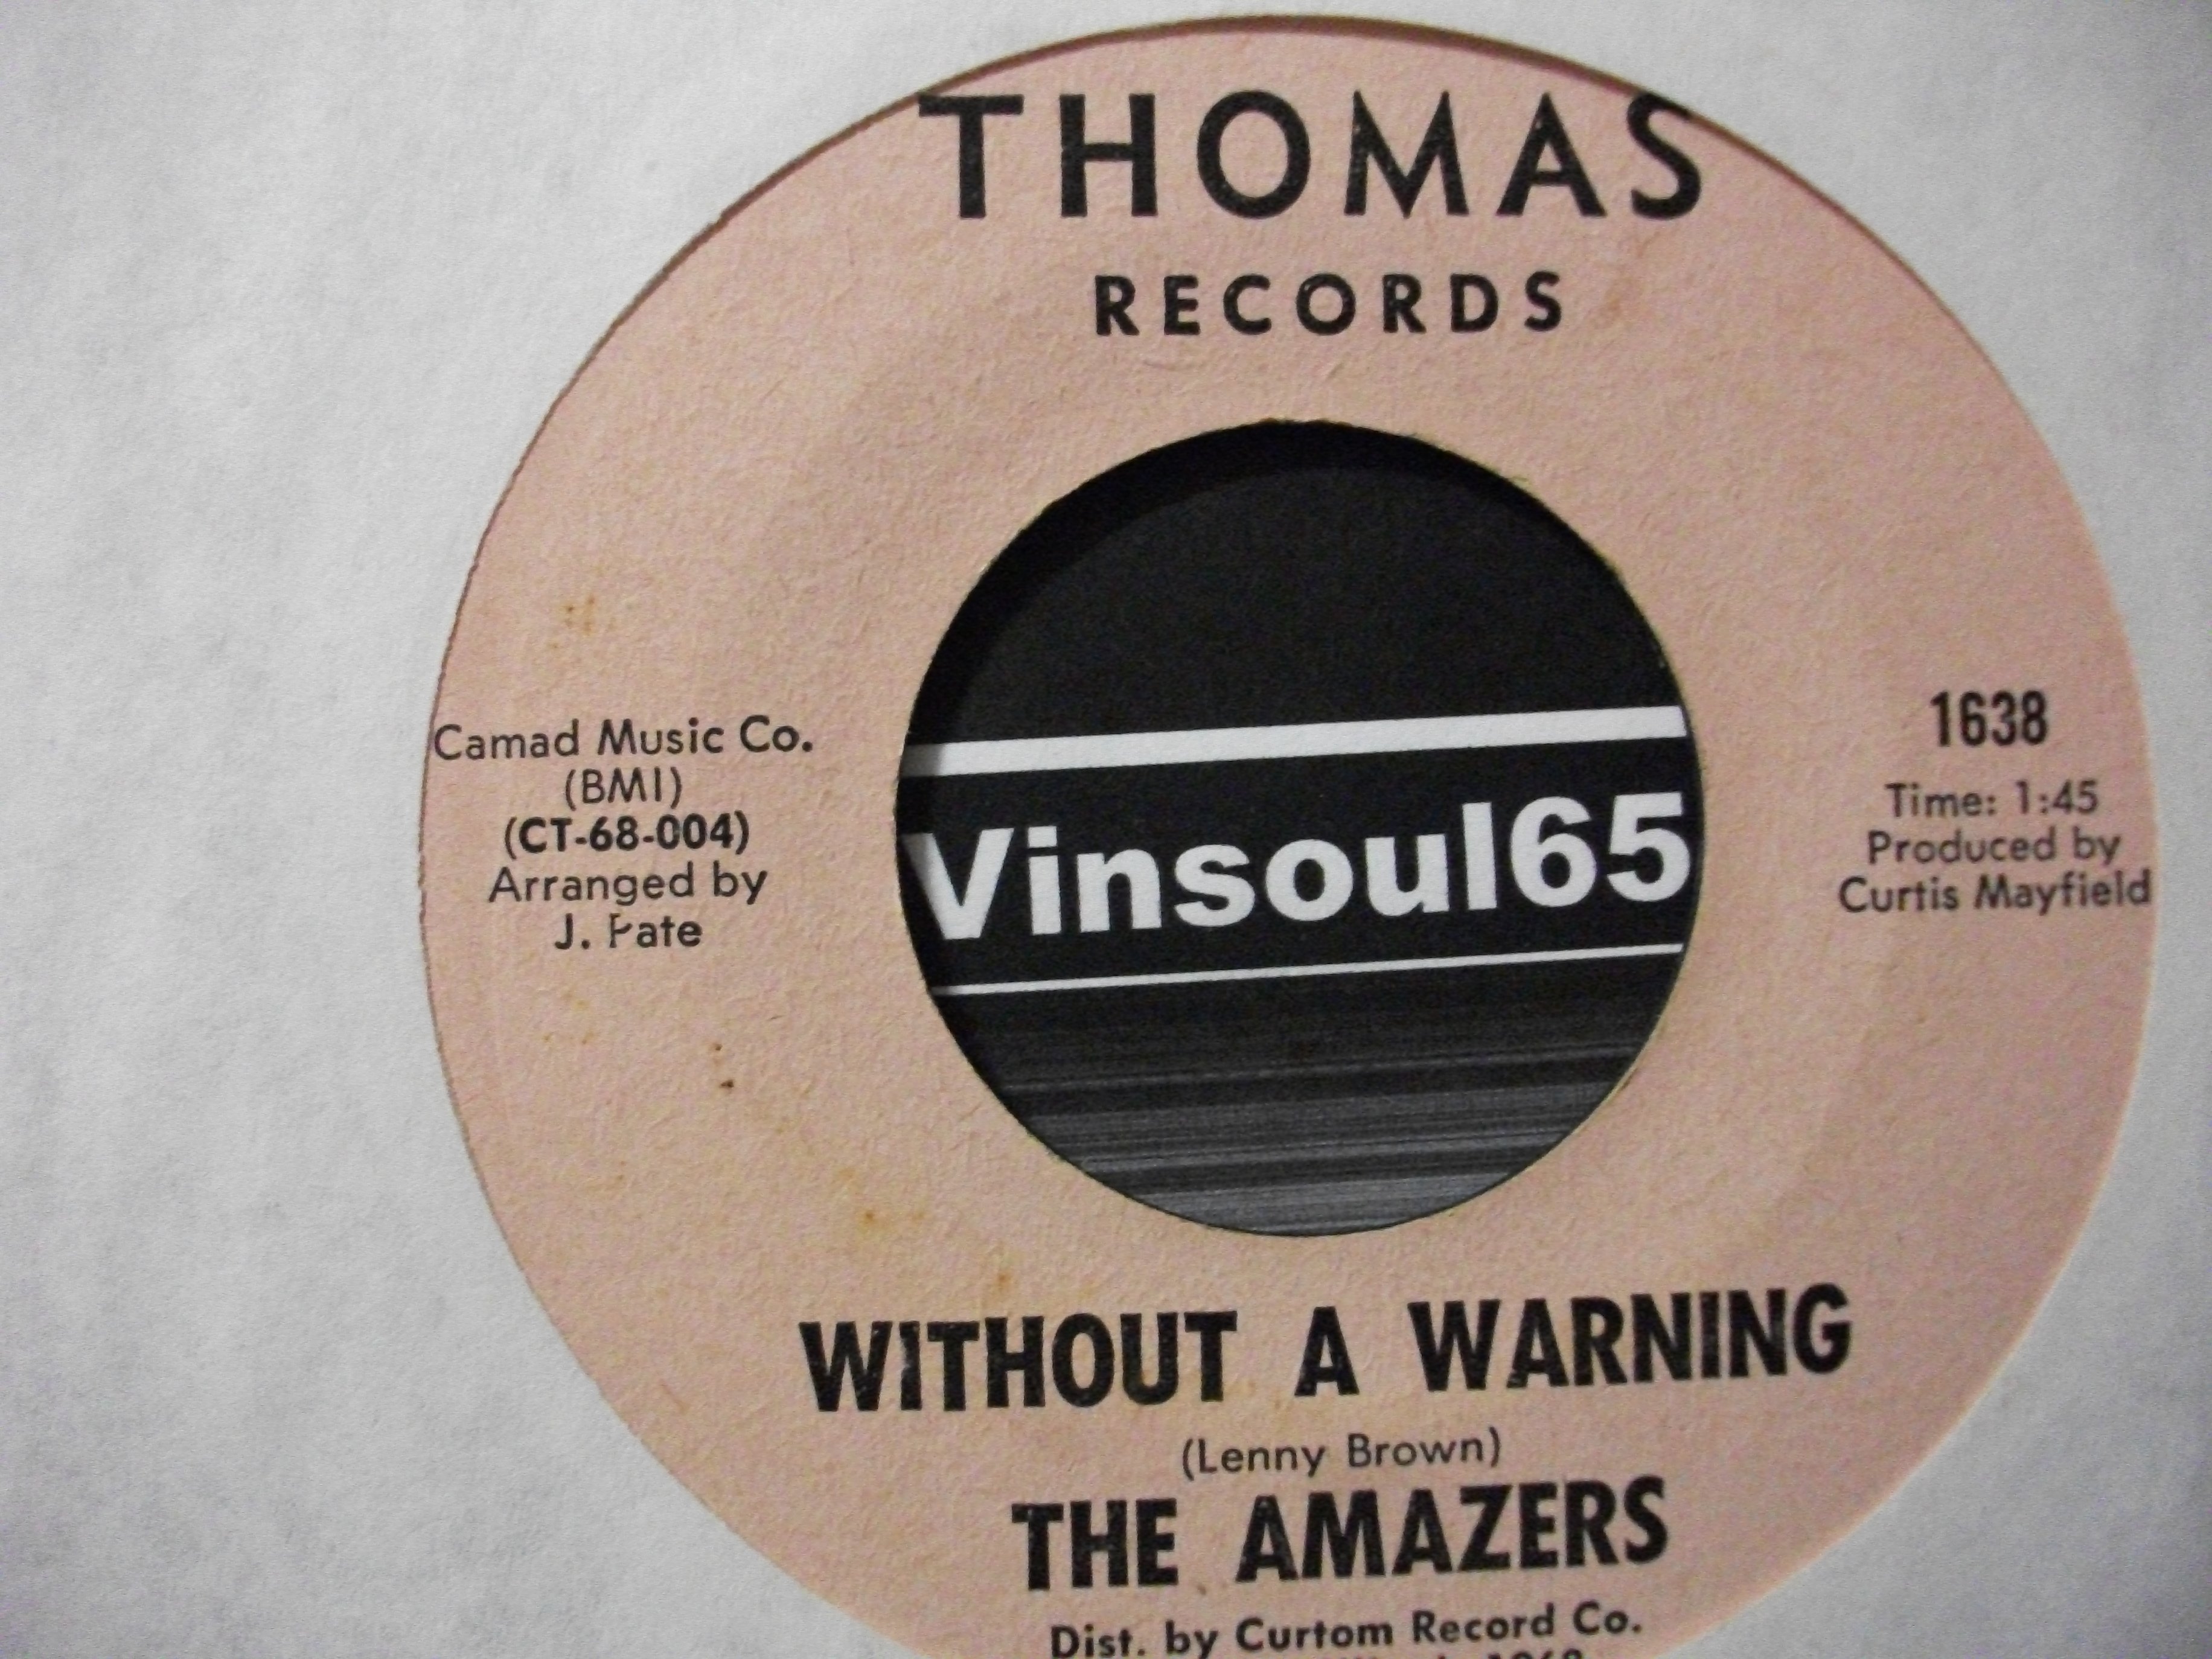 THOMAS
RECORDS
Camad Music Co.
(BMI)
(CT-68-004)
Arranged by
J. Pate
Vinsoul65
1638
Time: 1:45
Produced by
Curtis Mayfield
WITHOUT A WARNING
(Lenny Brown)
THE AMAZERS
Dist. by Curtom Record Co.